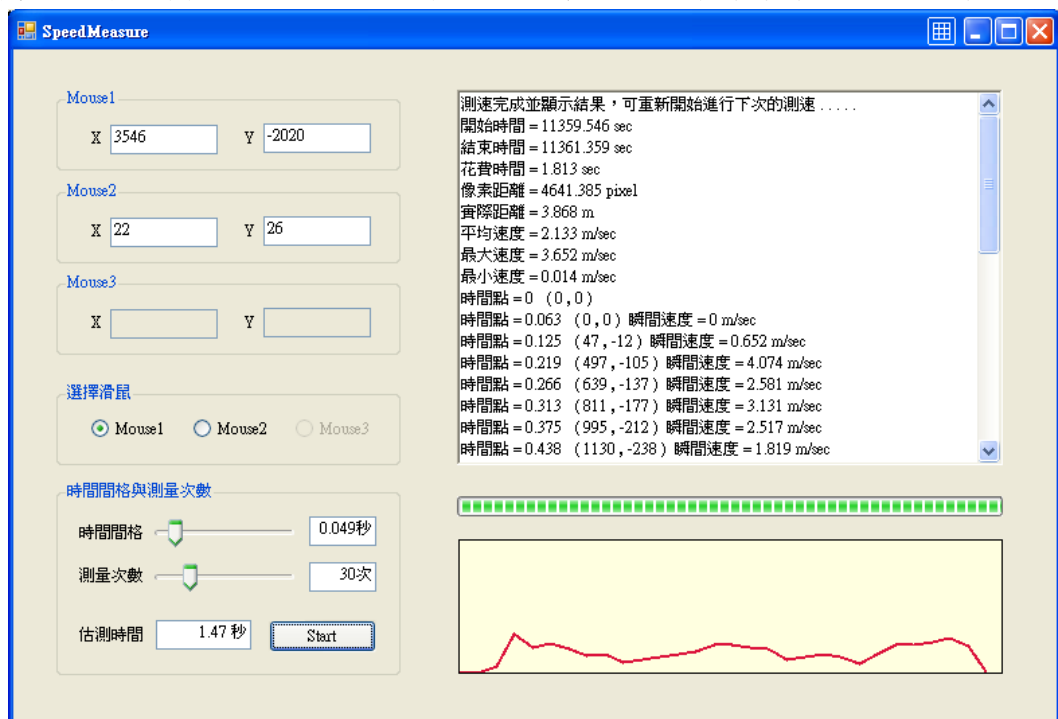 SpeedMeasure
Mouse1
X 3546 Y -2020
Mouse2
X 22 Y 26
Mouse3
X Y
選擇滑鼠
Mouse1 Mouse2 Mouse3
時間間格與測量次數
時間間格 0.049秒
測量次數 30次
估測時間 1.47 秒 Start
測速完成並顯示結果，可重新開始進行下次的測速 . . . . .
開始時間 = 11359.546 sec
結束時間 = 11361.359 sec
花費時間 = 1.813 sec
像素距離 = 4641.385 pixel
實際距離 = 3.868 m
平均速度 = 2.133 m/sec
最大速度 = 3.652 m/sec
最小速度 = 0.014 m/sec
時間點 = 0 ( 0 , 0 )
時間點 = 0.063 ( 0 , 0 ) 瞬間速度 = 0 m/sec
時間點 = 0.125 ( 47 , -12 ) 瞬間速度 = 0.652 m/sec
時間點 = 0.219 ( 497 , -105 ) 瞬間速度 = 4.074 m/sec
時間點 = 0.266 ( 639 , -137 ) 瞬間速度 = 2.581 m/sec
時間點 = 0.313 ( 811 , -177 ) 瞬間速度 = 3.131 m/sec
時間點 = 0.375 ( 995 , -212 ) 瞬間速度 = 2.517 m/sec
時間點 = 0.438 ( 1130 , -238 ) 瞬間速度 = 1.819 m/sec